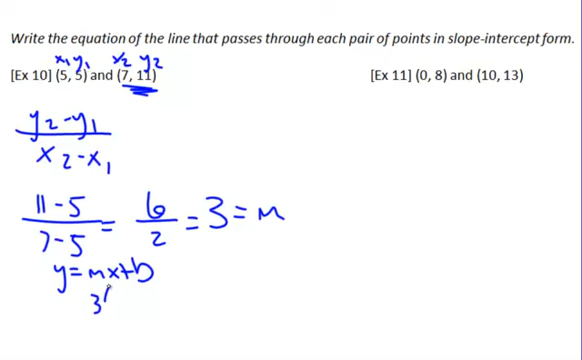 Write the equation of the line that passes through each pair of points in slope-intercept form.
x₁ y₁ x₂ y₂
[Ex 10] (5, 5) and (7, 11) [Ex 11] (0, 8) and (10, 13)
y₂-y₁
x₂-x₁
11-5 / 7-5 = 6/2 = 3 = m
y=mx+b
3(